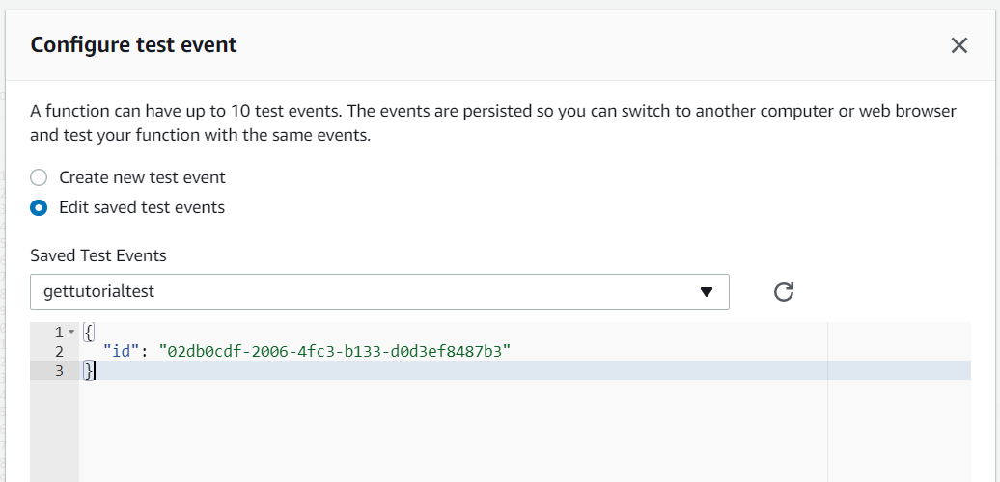 Configure test event
A function can have up to 10 test events. The events are persisted so you can switch to another computer or web browser
and test your function with the same events.
Create new test event
Edit saved test events
Saved Test Events
gettutorialtest
1 {
2 "id": "02db0cdf-2006-4fc3-b133-d0d3ef8487b3"
3 }